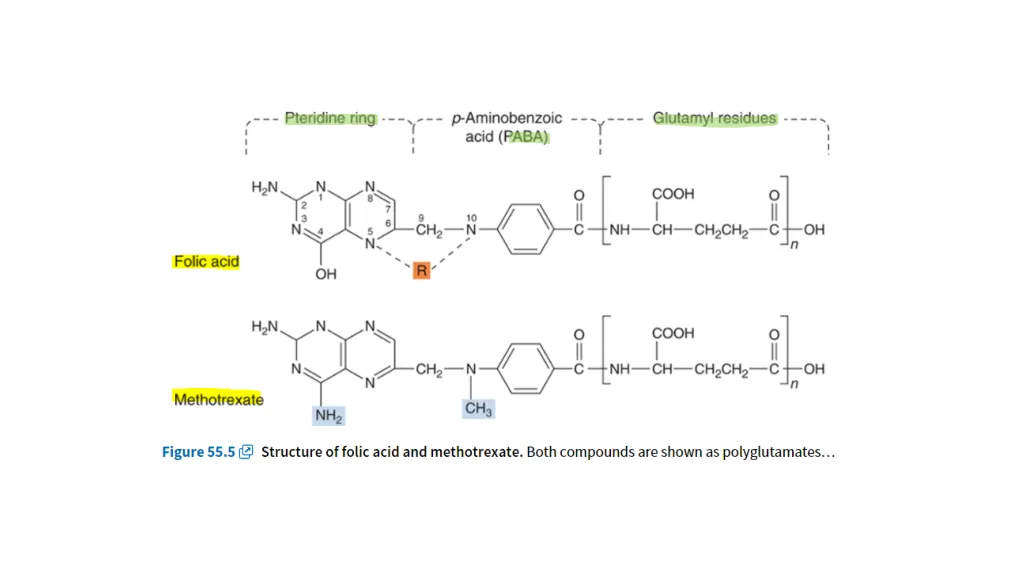 Pteridine ring
p-Aminobenzoic
acid (PABA)
Glutamyl residues
H₂N
N
1
2
3
N
4
OH
N
8
7
6
5
N
9
CH₂
10
N
R
O
C
NH
COOH
CH
CH₂CH₂
O
C
n
OH
Folic acid
H₂N
N
N
N
N
NH₂
CH₂
N
CH₃
O
C
NH
COOH
CH
CH₂CH₂
O
C
n
OH
Methotrexate
Figure 55.5 Structure of folic acid and methotrexate. Both compounds are shown as polyglutamates…